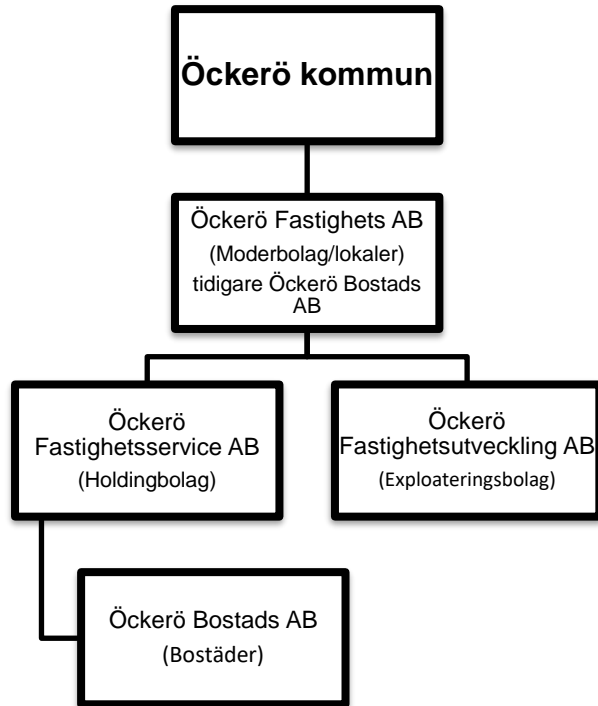 Öckerö kommun
Öckerö Fastighets AB
(Moderbolag/lokaler)
tidigare Öckerö Bostads
AB
Öckerö
Fastighetsservice AB
(Holdingbolag)
Öckerö
Fastighetsutveckling AB
(Exploateringsbolag)
Öckerö Bostads AB
(Bostäder)